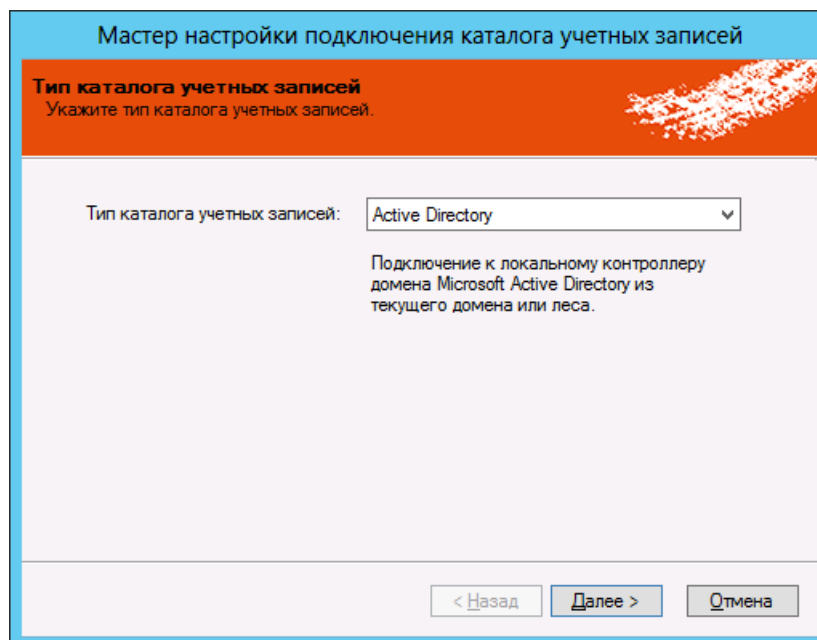 Мастер настройки подключения каталога учетных записей
Тип каталога учетных записей
Укажите тип каталога учетных записей.
Тип каталога учетных записей:
Active Directory
Подключение к локальному контроллеру
домена Microsoft Active Directory из
текущего домена или леса.
< Назад
Далее >
Отмена